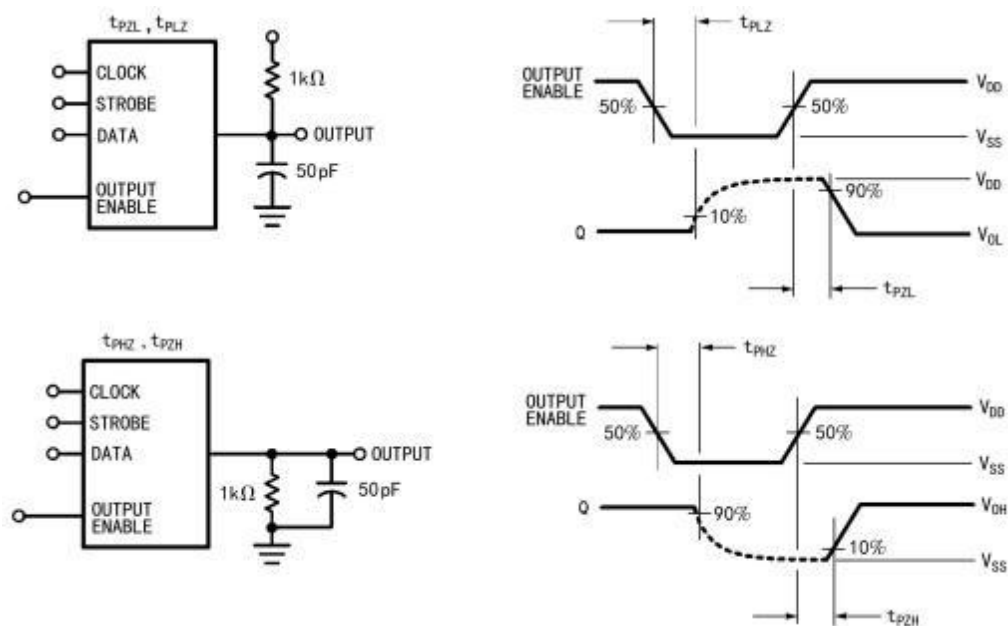 tPZL , tPLZ
CLOCK
STROBE
DATA
OUTPUT
ENABLE
1kΩ
OUTPUT
50pF
tPLZ
OUTPUT
ENABLE
50%
50%
VDD
VSS
VDD
90%
10%
Q
VOL
tPZL
tPHZ . tPZH
CLOCK
STROBE
DATA
OUTPUT
ENABLE
OUTPUT
1kΩ
50pF
tPHZ
OUTPUT
ENABLE
50%
50%
VDD
VSS
Q
90%
VOH
10%
VSS
tPZH